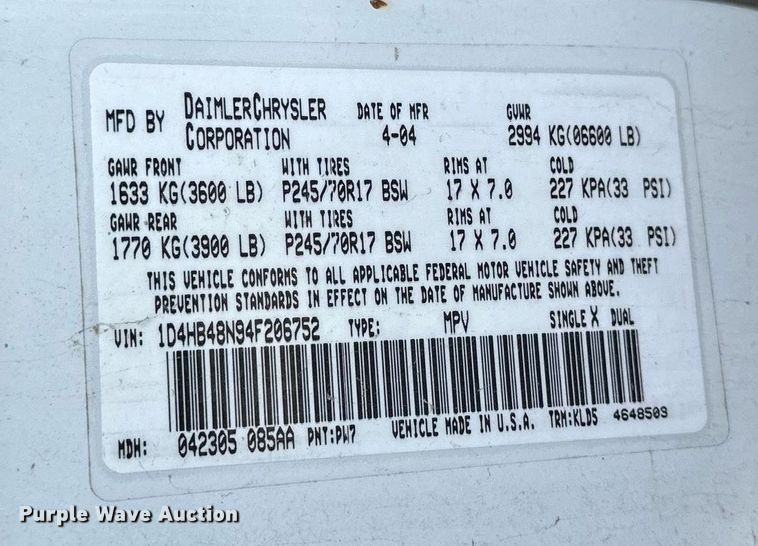 MFD BY DAIMLERCHRYSLER CORPORATION DATE OF MFR 4-04 GVWR 2994 KG(06600 LB)
GAWR FRONT WITH TIRES RIMS AT COLD
1633 KG(3600 LB) P245/70R17 BSW 17 X 7.0 227 KPA(33 PSI)
GAWR REAR WITH TIRES RIMS AT COLD
1770 KG(3900 LB) P245/70R17 BSW 17 X 7.0 227 KPA(33 PSI)
THIS VEHICLE CONFORMS TO ALL APPLICABLE FEDERAL MOTOR VEHICLE SAFETY AND THEFT
PREVENTION STANDARDS IN EFFECT ON THE DATE OF MANUFACTURE SHOWN ABOVE.
VIN: 1D4HB48N94F206752 TYPE: MPV SINGLE X DUAL
MDH: 042305 085AA PNT:PW7 VEHICLE MADE IN U.S.A. TRM:KLD5 4648503
Purple Wave Auction